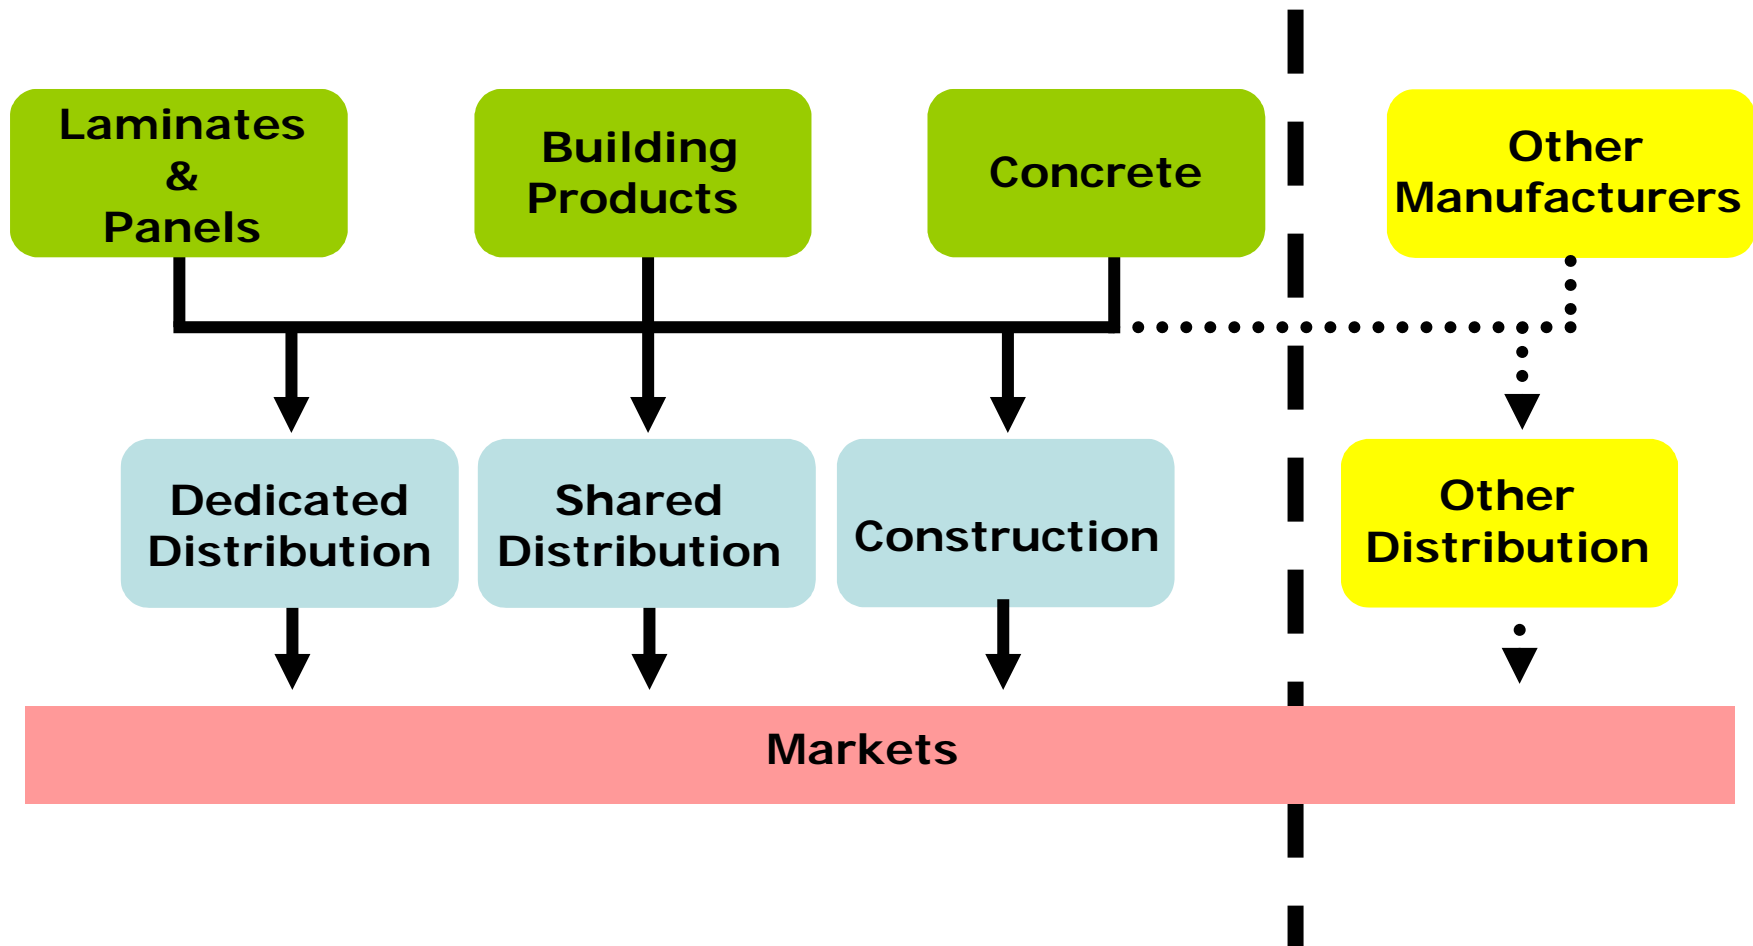 Laminates
&
Panels
Building
Products
Concrete
Other
Manufacturers
Dedicated
Distribution
Shared
Distribution
Construction
Other
Distribution
Markets